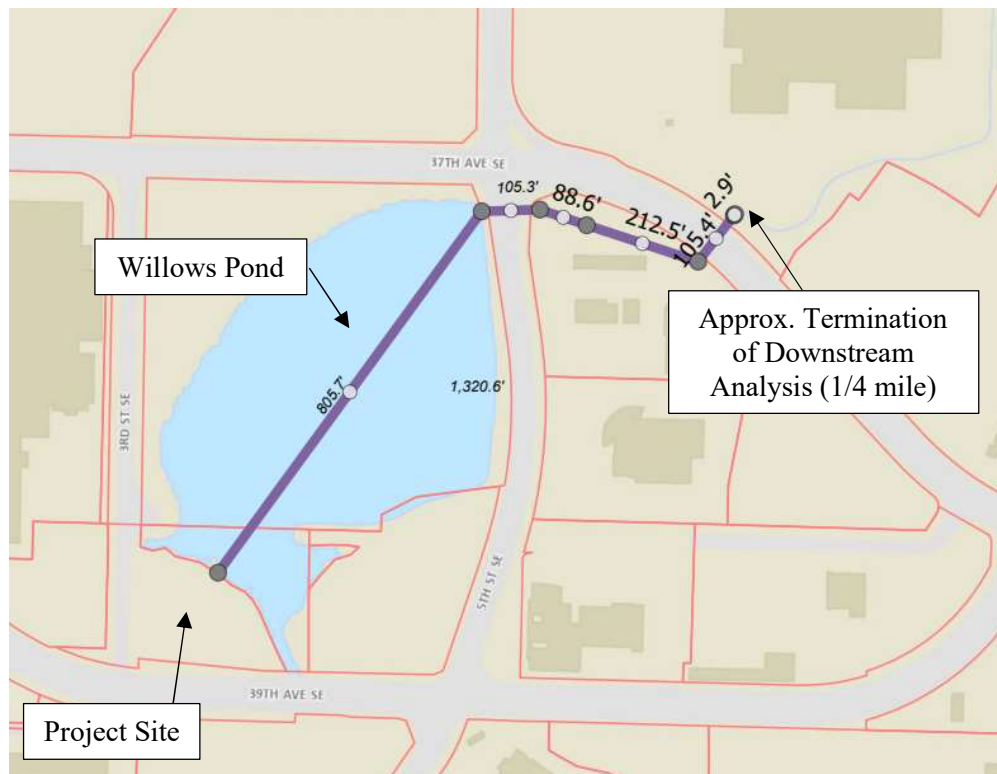 37TH AVE SE
105.3'
88.6'
212.5'
105.4'
2.9'
Willows Pond
Approx. Termination
of Downstream
Analysis (1/4 mile)
805.7'
1,320.6'
3RD ST SE
5TH ST SE
39TH AVE SE
Project Site